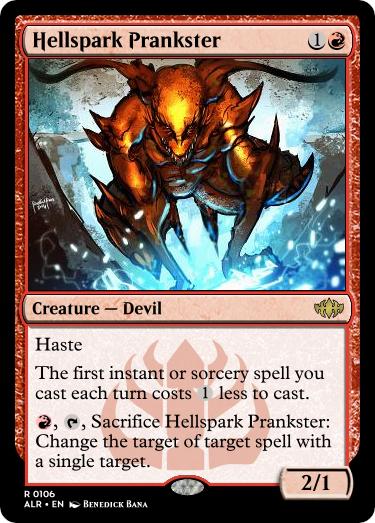 Hellspark Prankster 1
Creature — Devil
Haste
The first instant or sorcery spell you
cast each turn costs 1 less to cast.
, , Sacrifice Hellspark Prankster:
Change the target of target spell with
a single target.
2/1
R 0106
ALR • EN Benedick Bana